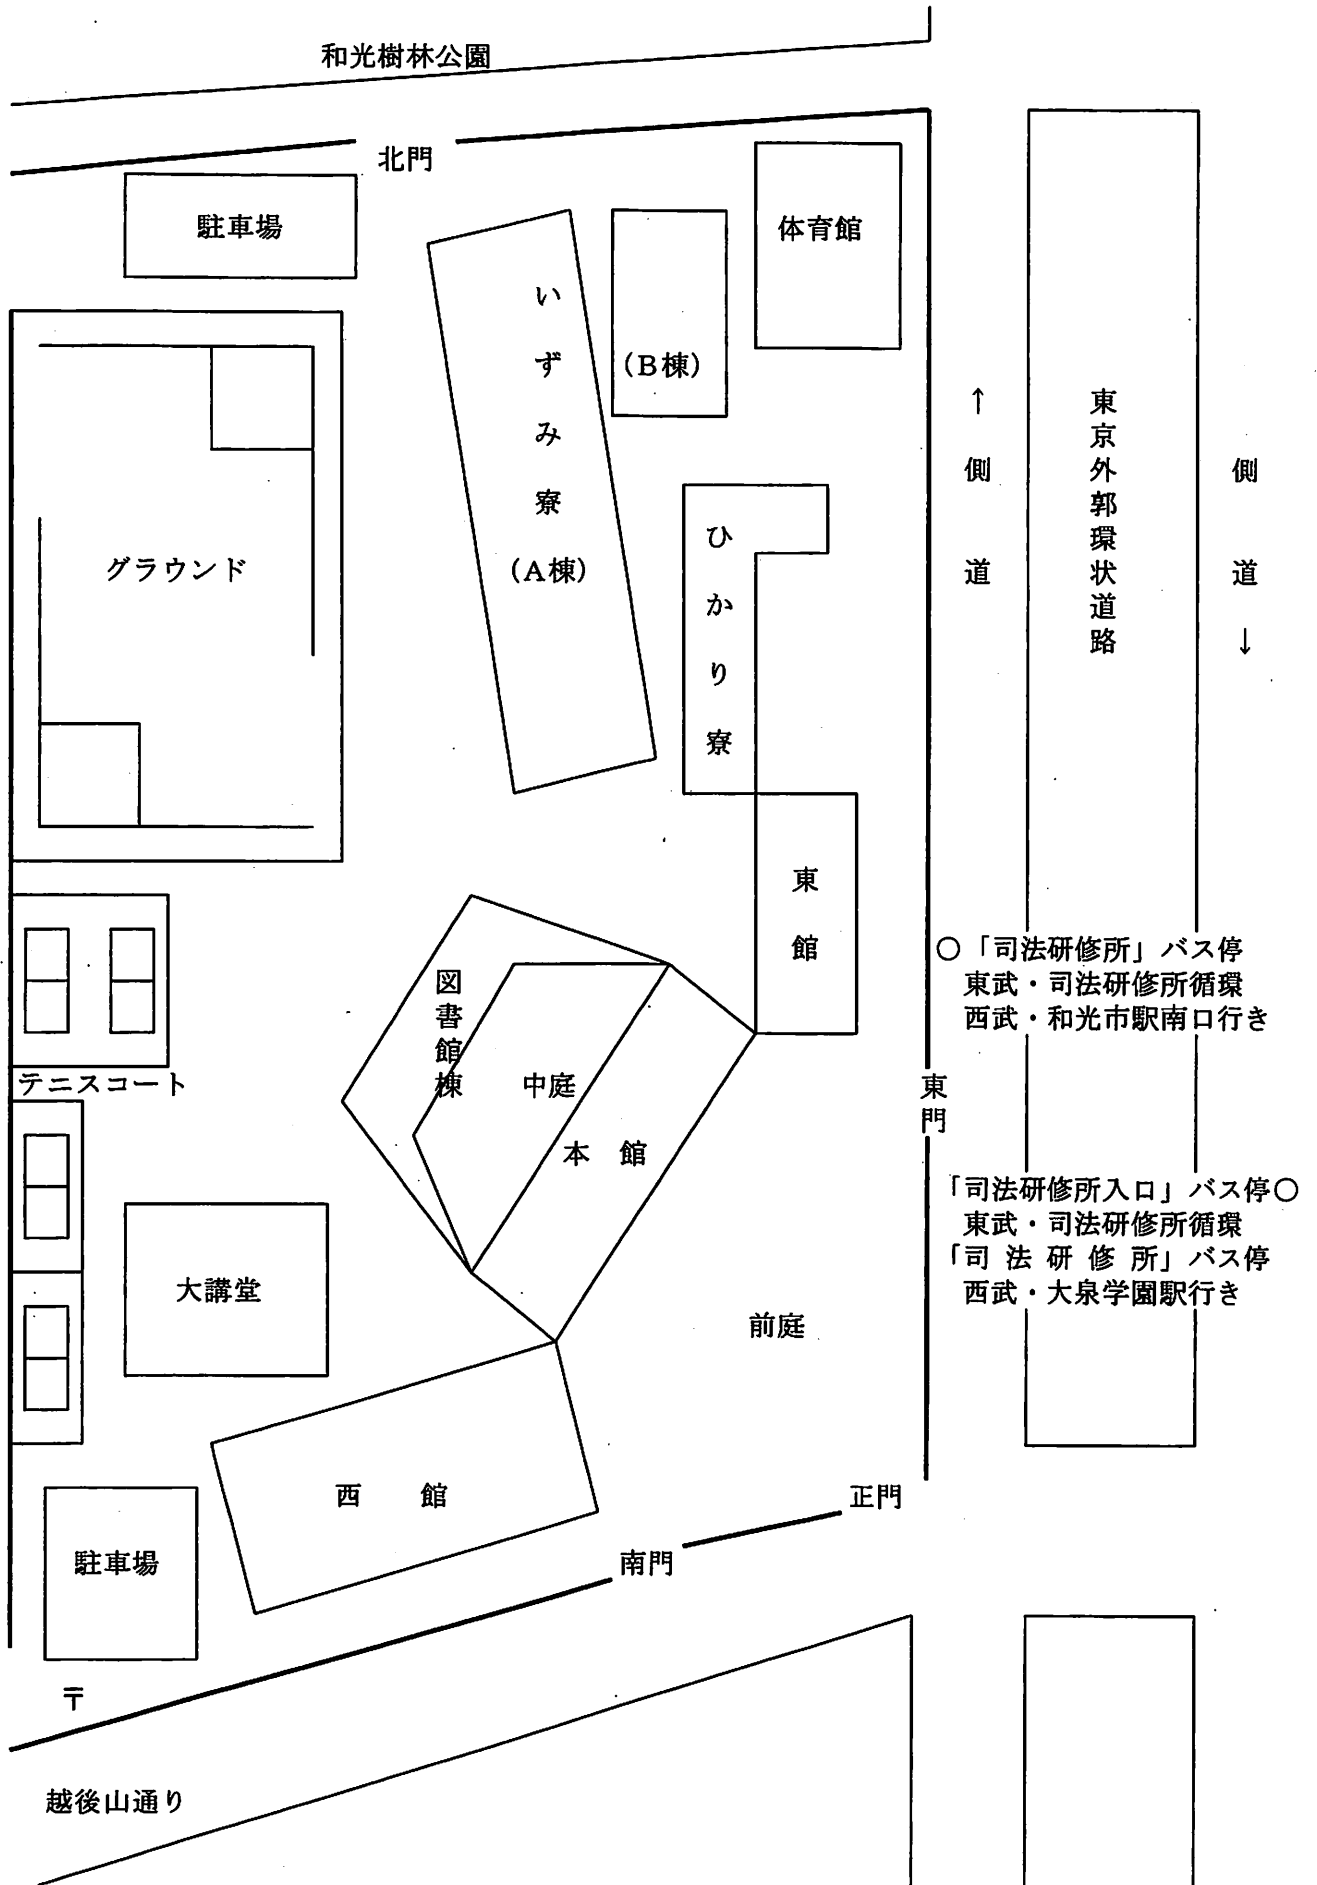 和光樹林公園
北門
駐車場
体育館
いずみ寮
(A棟)
(B棟)
グラウンド
ひかり寮
↑側道
東京外郭環状道路
側道↓
東館
○「司法研修所」バス停
東武・司法研修所循環
西武・和光市駅南口行き
図書館棟
中庭
本館
テニスコート
東門
「司法研修所入口」バス停○
東武・司法研修所循環
「司法研修所」バス停
西武・大泉学園駅行き
大講堂
前庭
西館
正門
南門
駐車場
〒
越後山通り